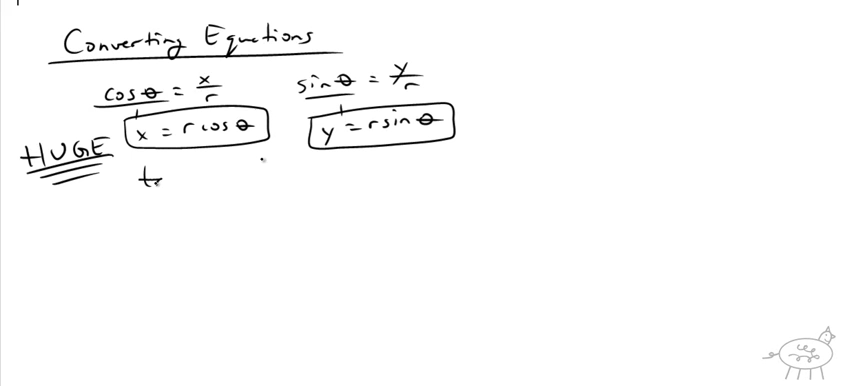 Converting Equations
cos θ = x/r sin θ = y/r
x = r cos θ y = r sin θ
HUGE